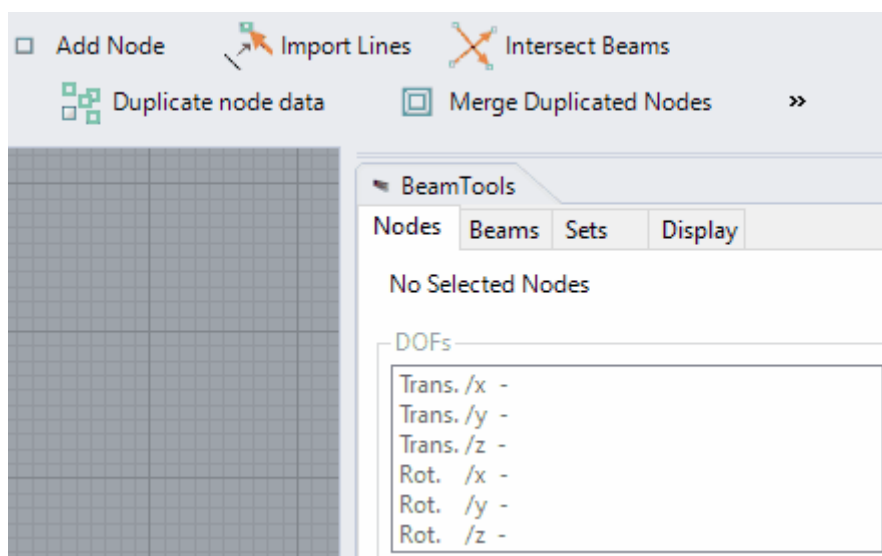 Add Node Import Lines Intersect Beams
Duplicate node data Merge Duplicated Nodes »
BeamTools
Nodes Beams Sets Display
No Selected Nodes
DOFs
Trans. /x -
Trans. /y -
Trans. /z -
Rot. /x -
Rot. /y -
Rot. /z -